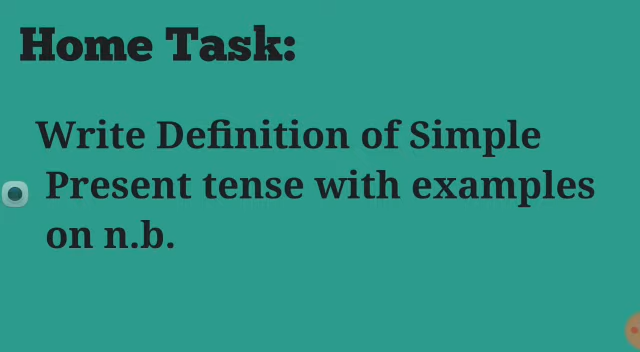 Home Task:
Write Definition of Simple
Present tense with examples
on n.b.